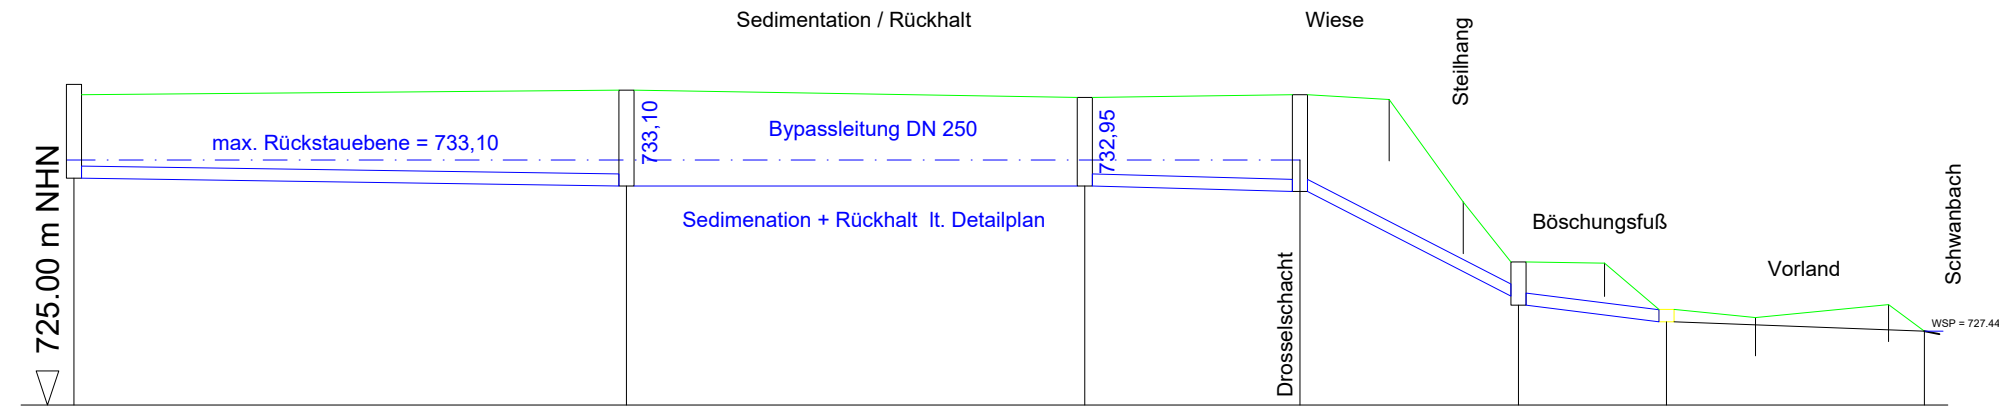 Sedimentation / Rückhalt
Wiese
Steilhang
max. Rückstauebene = 733,10
733,10
Bypassleitung DN 250
732,95
725.00 m NHN
Sedimenation + Rückhalt lt. Detailplan
Drosselschacht
Böschungsfuß
Vorland
Schwanbach
WSP = 727.44